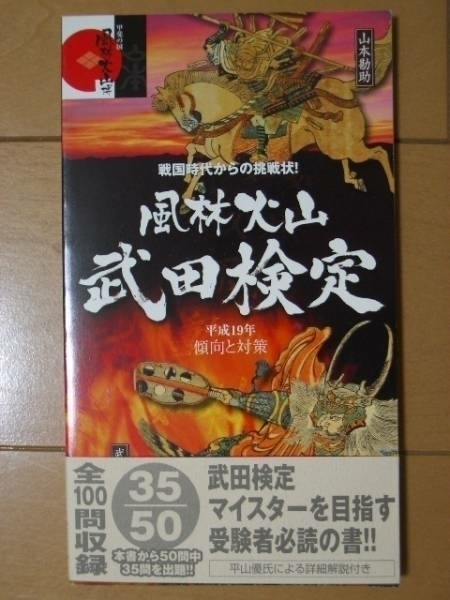 甲斐の国
風林火山
山本勘助
戦国時代からの挑戦状!
風林火山
武田検定
平成19年
傾向と対策
武
全100問収録
35/50
本書から50問中
35問を出題!!
武田検定
マイスターを目指す
受験者必読の書!!
平山優氏による詳細解説付き